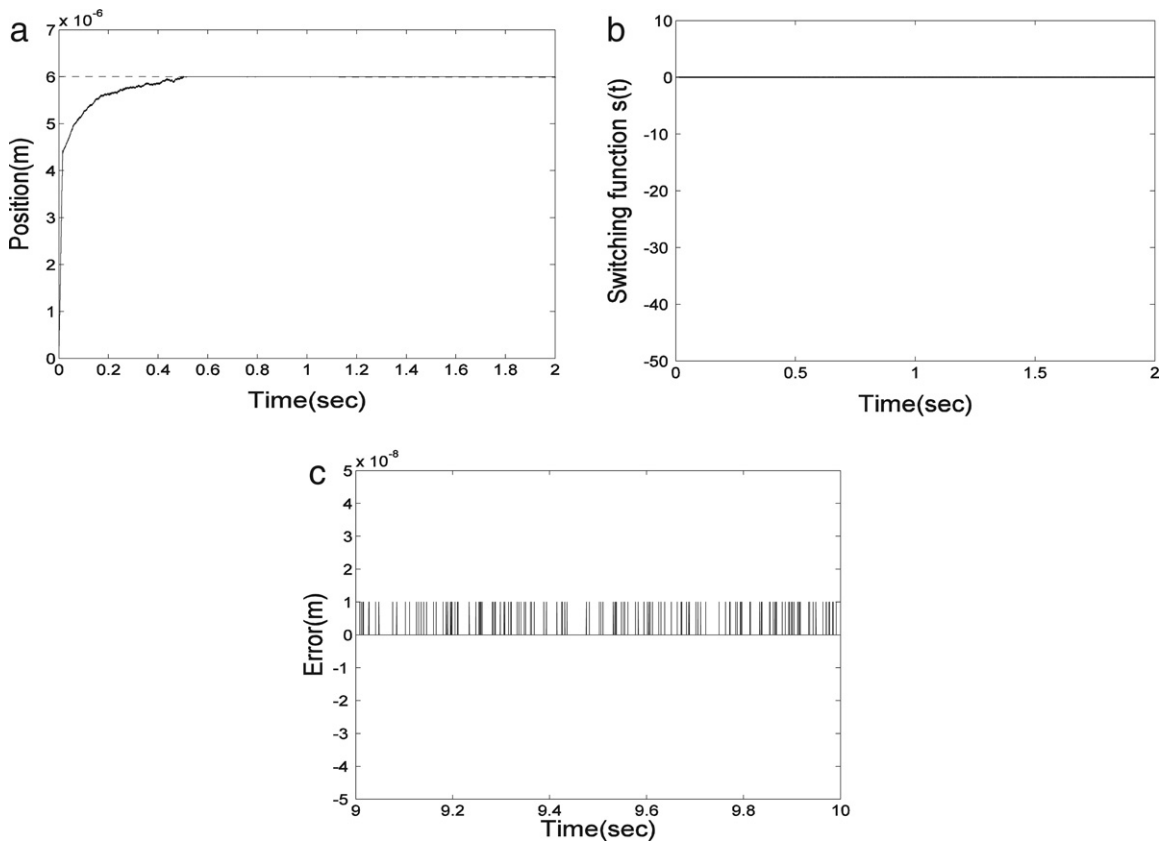 a
x 10-6
7
6
5
4
3
2
1
0
Position(m)
0 0.2 0.4 0.6 0.8 1 1.2 1.4 1.6 1.8 2
Time(sec)
b
10
0
-10
-20
-30
-40
-50
Switching function s(t)
0 0.5 1 1.5 2
Time(sec)
c
x 10-8
5
4
3
2
1
0
-1
-2
-3
-4
-5
Error(m)
9 9.2 9.4 9.6 9.8 10
Time(sec)